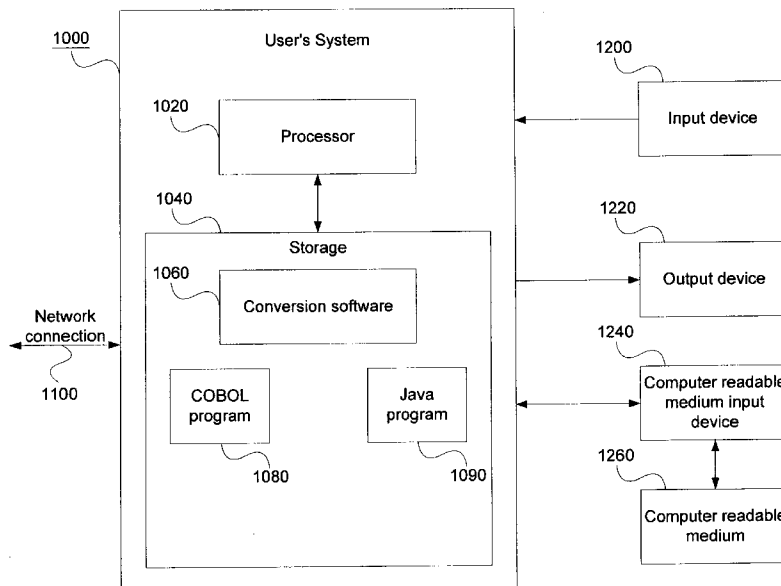 1000
User's System
1200
1020
Input device
Processor
1040
1220
Storage
1060
Output device
Conversion software
Network
connection
1240
1100
COBOL
program
Java
program
Computer readable
medium input
device
1080
1090
1260
Computer readable
medium